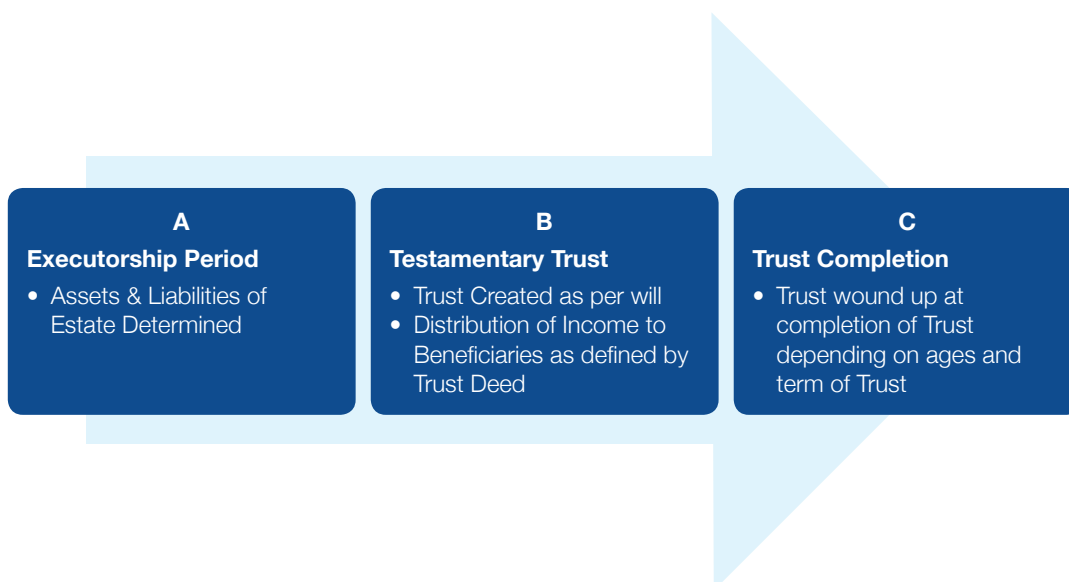 A
Executorship Period
• Assets & Liabilities of
Estate Determined
B
Testamentary Trust
• Trust Created as per will
• Distribution of Income to
Beneficiaries as defined by
Trust Deed
C
Trust Completion
• Trust wound up at
completion of Trust
depending on ages and
term of Trust